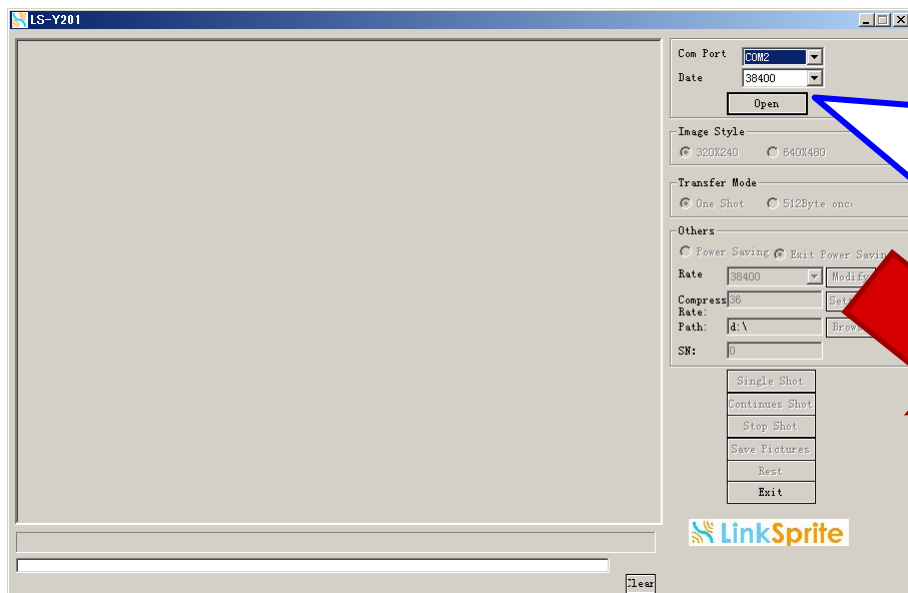 LS-Y201
Com Port COM2
Date 38400
Open
Image Style
320X240 640X480
Transfer Mode
One Shot 512Byte onc
Others
Power Saving Exit Power Savin
Rate 38400 Modify
Compress Rate: 36 Set
Path: d:\ Brows
SN: 0
Single Shot
Continues Shot
Stop Shot
Save Pictures
Rest
Exit
LinkSprite
Clear